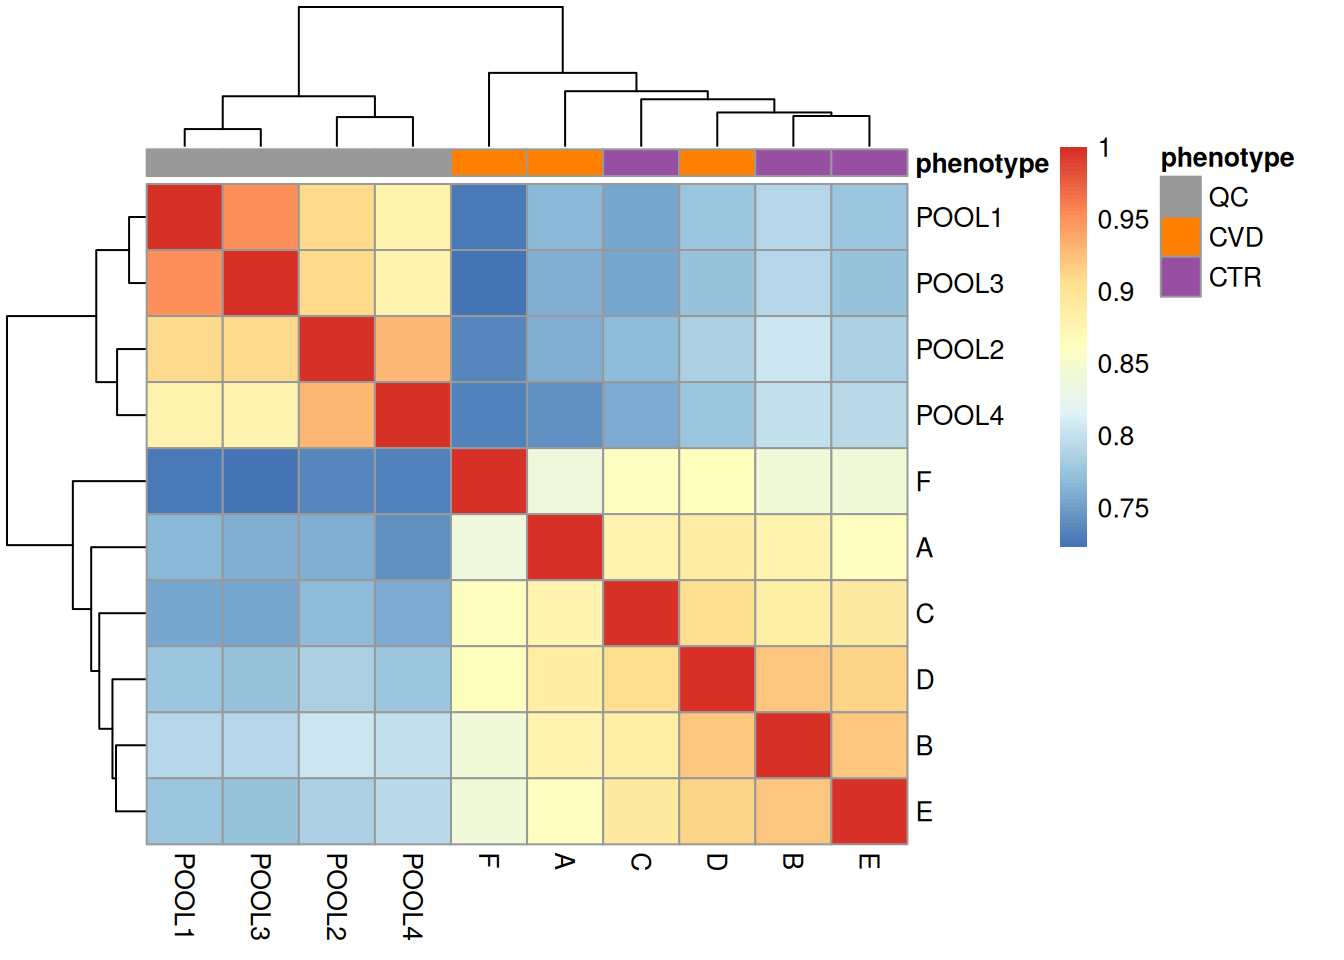 phenotype
POOL1
POOL3
POOL2
POOL4
F
A
C
D
B
E
POOL1
POOL3
POOL2
POOL4
F
A
C
D
B
E
1
0.95
0.9
0.85
0.8
0.75
phenotype
QC
CVD
CTR